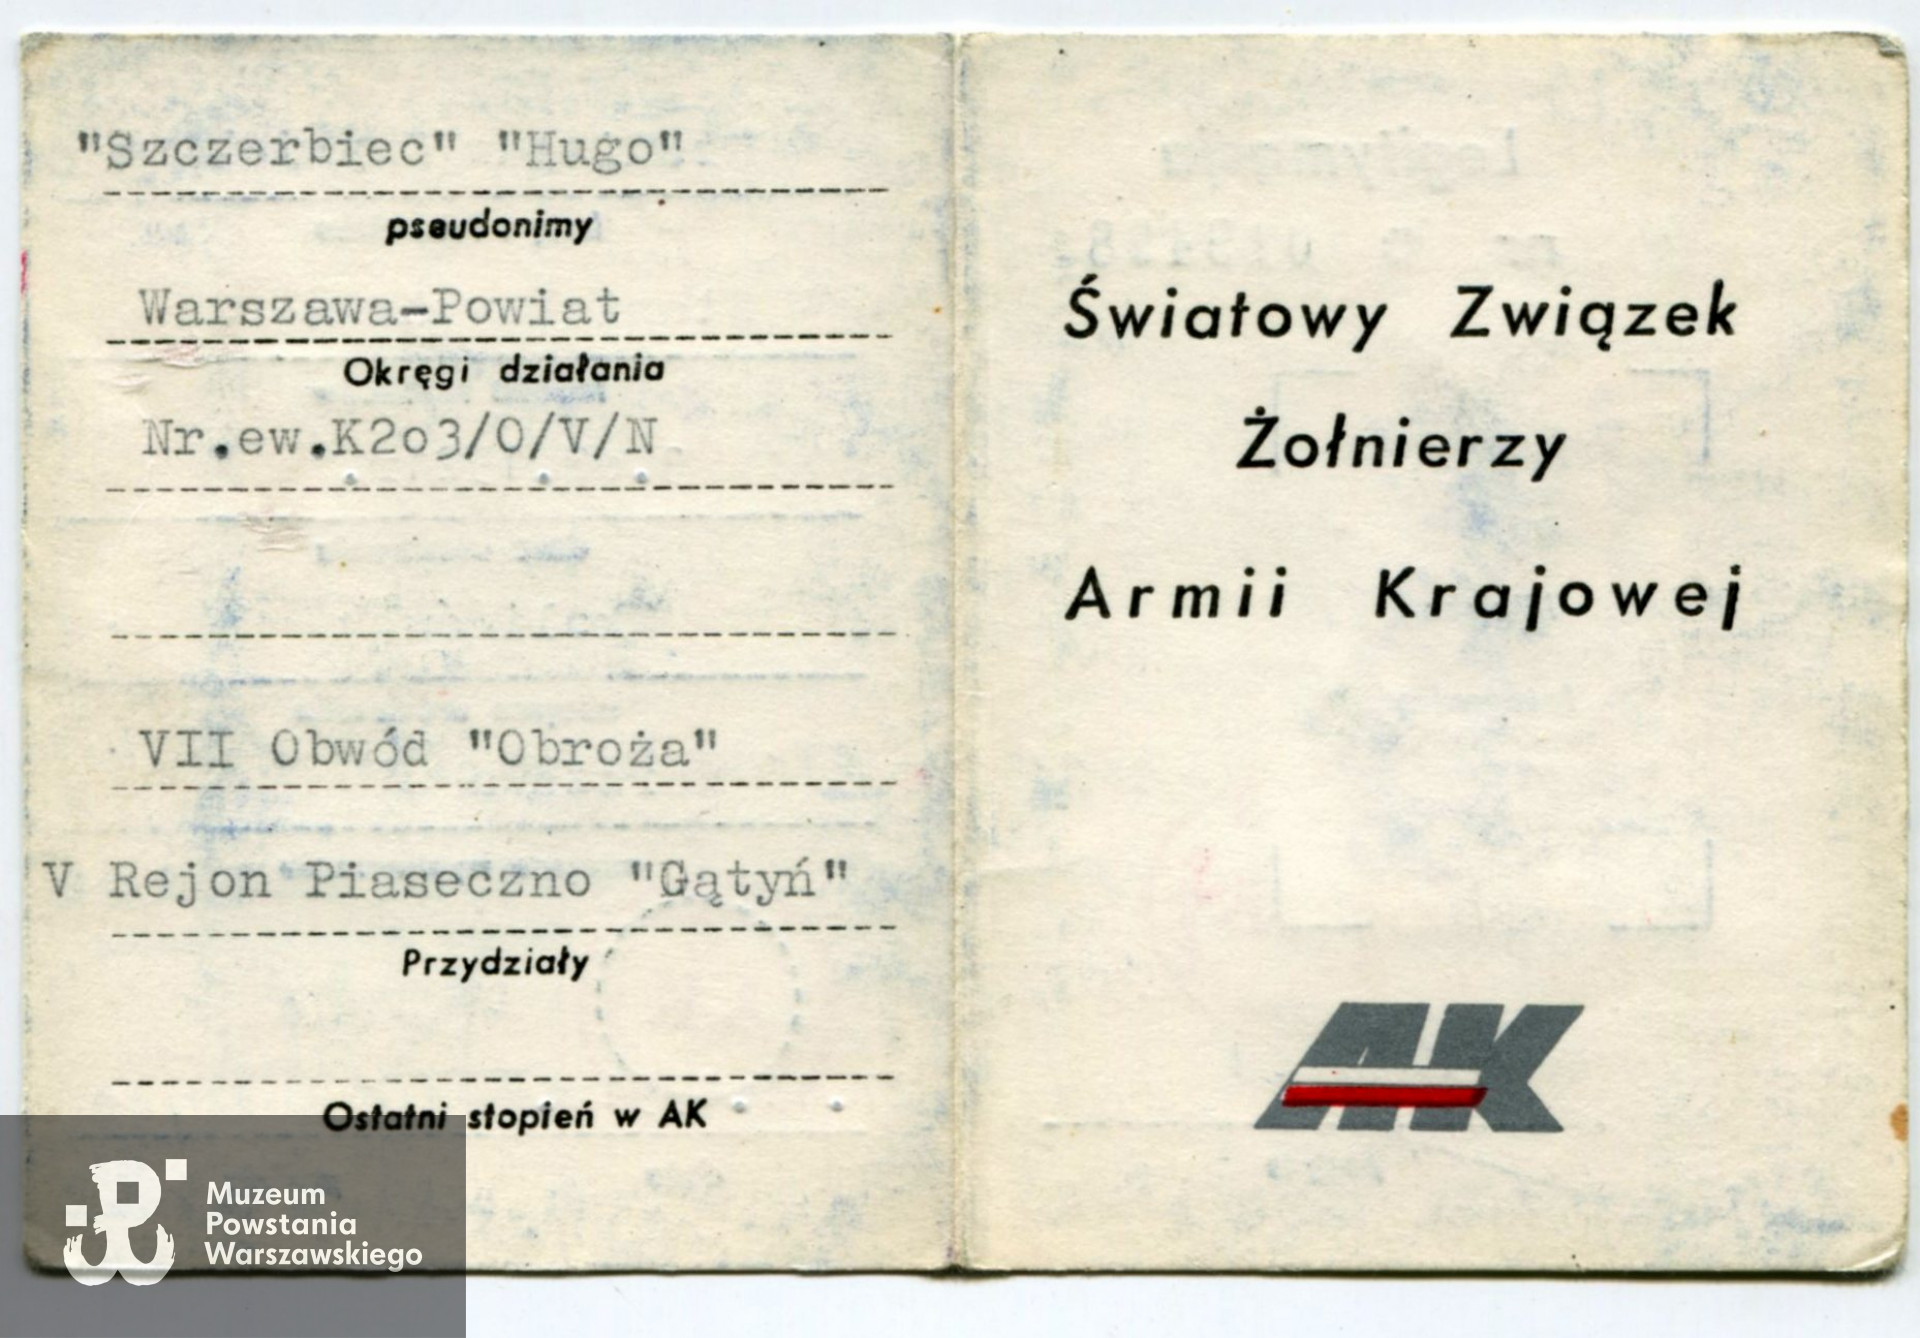 "Szczerbiec" "Hugo"
pseudonimy
Warszawa-Powiat
Okręgi działania
Nr.ew.K2o3/O/V/N
VII Obwód "Obroża"
V Rejon Piaseczno "Gątyń"
Przydziały
Ostatni stopień w AK
Światowy Związek
Żołnierzy
Armii Krajowej
AK
Muzeum
Powstania
Warszawskiego